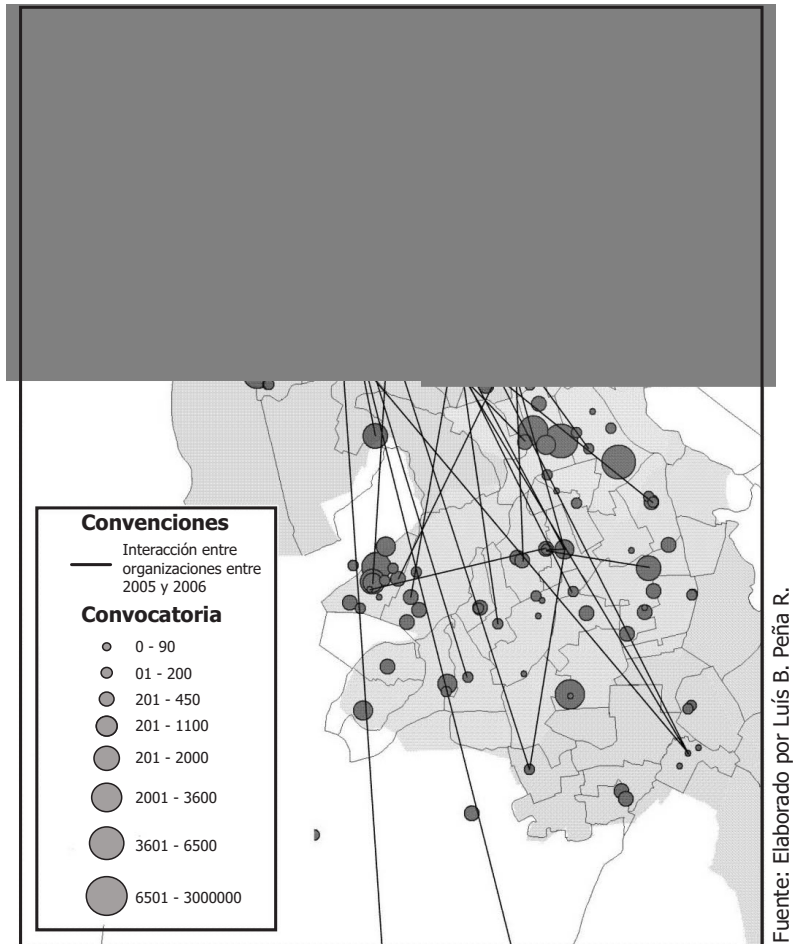 Convenciones
Interacción entre
organizaciones entre
2005 y 2006
Convocatoria
0 - 90
01 - 200
201 - 450
201 - 1100
201 - 2000
2001 - 3600
3601 - 6500
6501 - 3000000
Fuente: Elaborado por Luís B. Peña R.